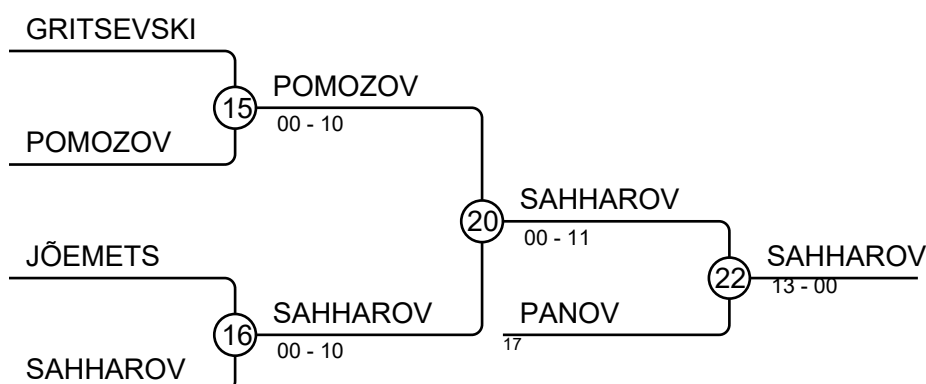 GRITSEVSKI
15
POMOZOV
00 - 10
POMOZOV
20
SAHHAROV
00 - 11
JÕEMETS
22
SAHHAROV
13 - 00
16
SAHHAROV
00 - 10
PANOV
17
SAHHAROV